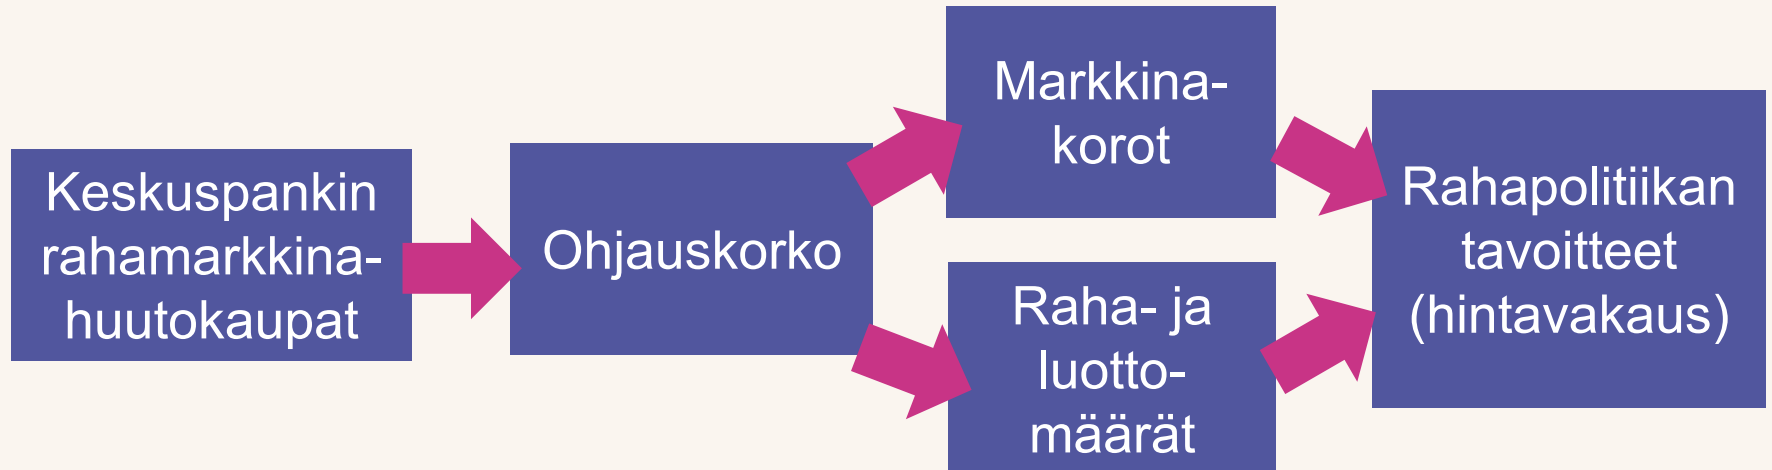 Keskuspankin
rahamarkkina-
huutokaupat
Ohjauskorko
Markkina-
korot
Raha- ja
luotto-
määrät
Rahapolitiikan
tavoitteet
(hintavakaus)